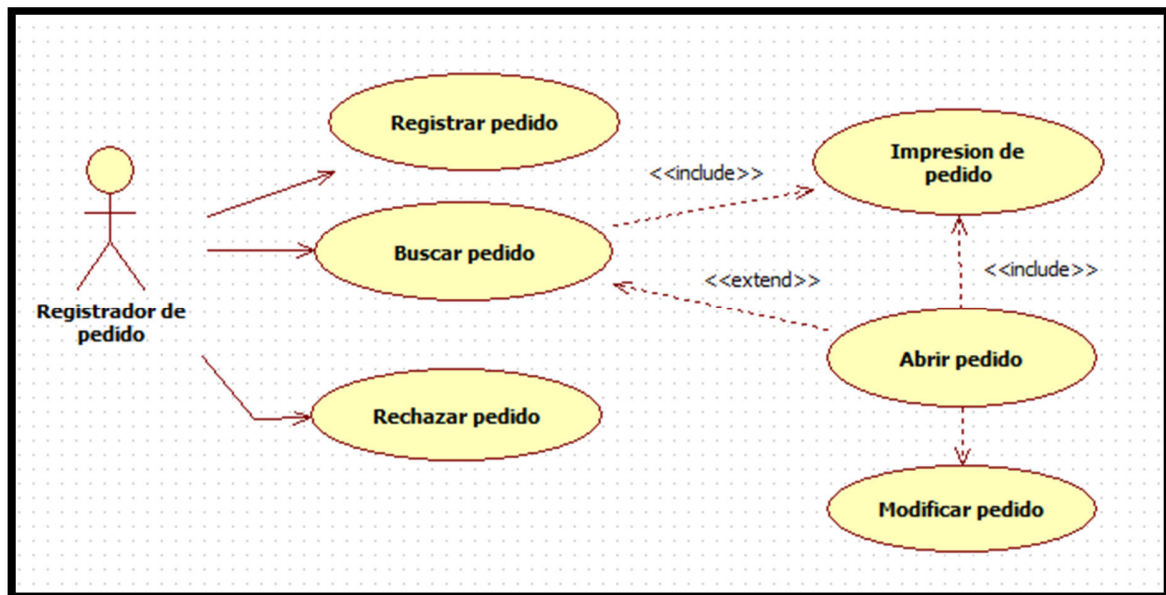 Registrar pedido
Impresion de
pedido
<<include>>
Buscar pedido
<<extend>>
<<include>>
Registrador de
pedido
Abrir pedido
Rechazar pedido
Modificar pedido